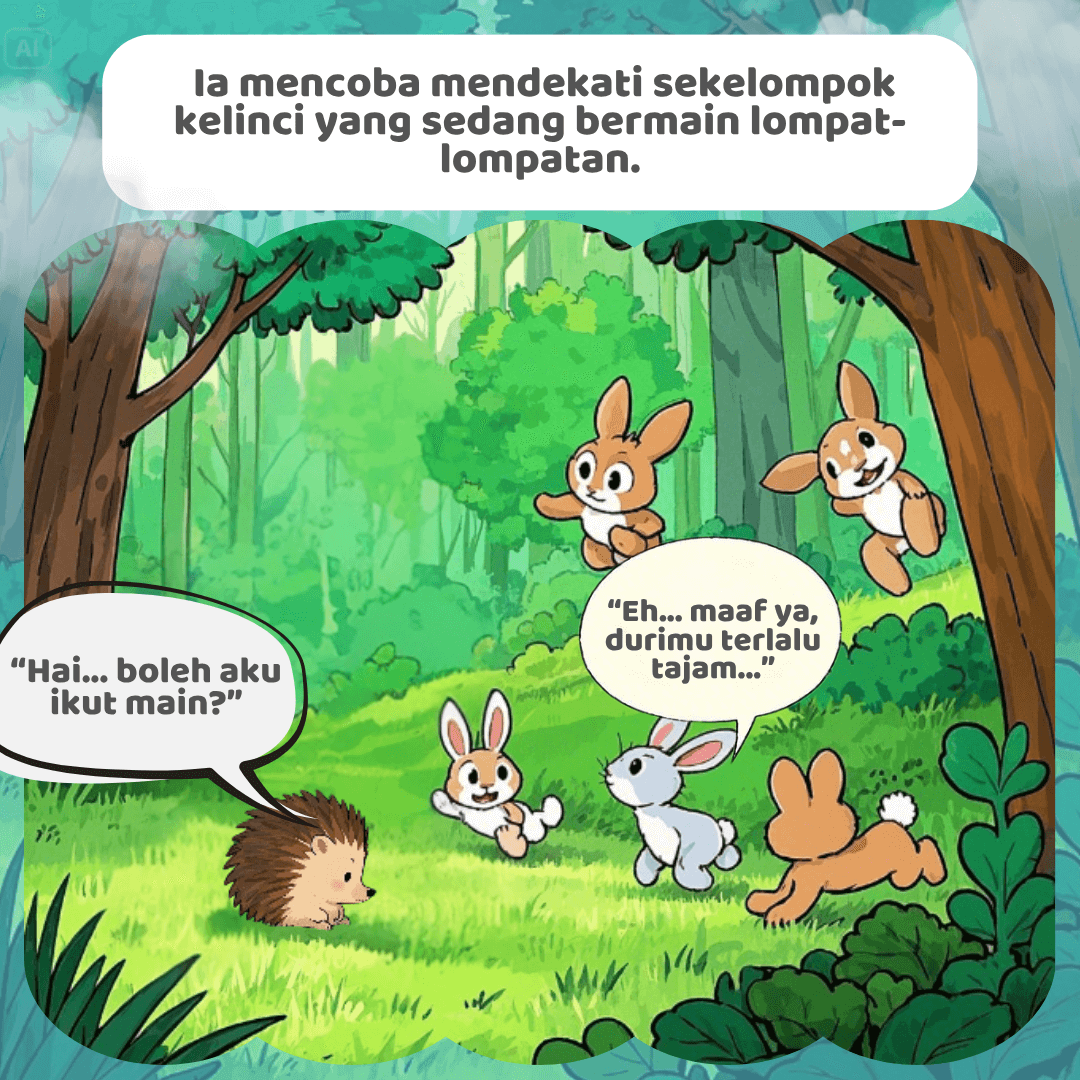 AI
Ia mencoba mendekati sekelompok
kelinci yang sedang bermain lompat-
lompatan.
“Hai... boleh aku
ikut main?”
“Eh... maaf ya,
durimu terlalu
tajam...”